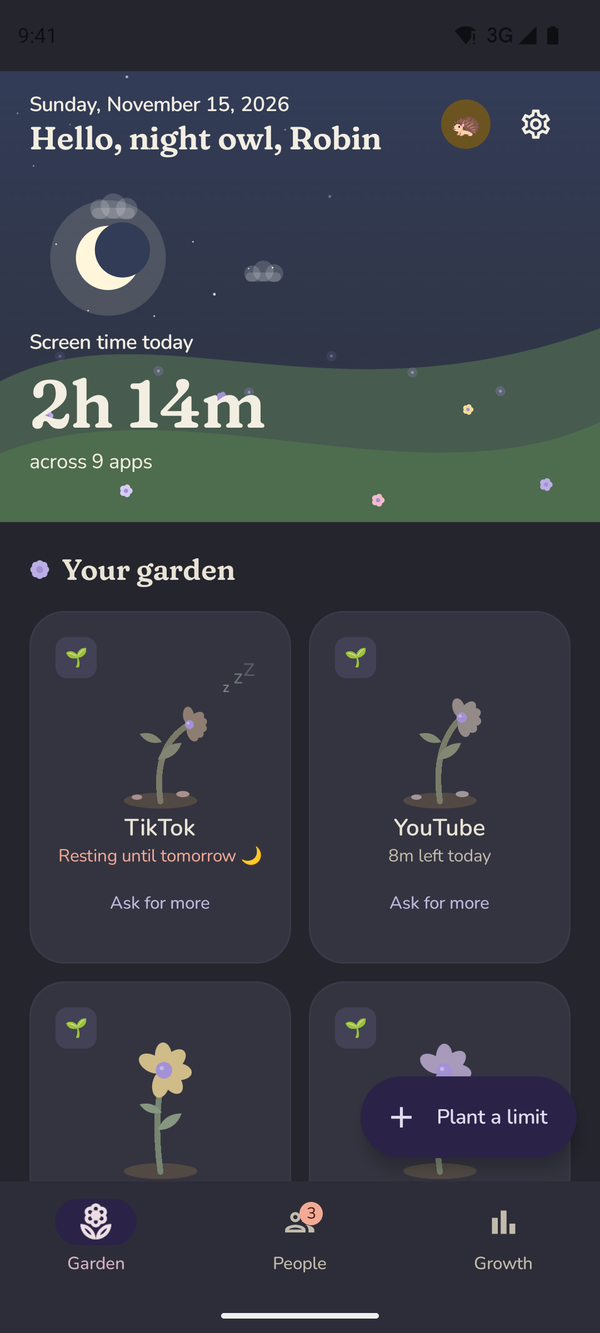 9:41
3G
Sunday, November 15, 2026
Hello, night owl, Robin
Screen time today
2h 14m
across 9 apps
Your garden
z z Z
TikTok
Resting until tomorrow 🌙
Ask for more
YouTube
8m left today
Ask for more
Plant a limit
3
Garden
People
Growth